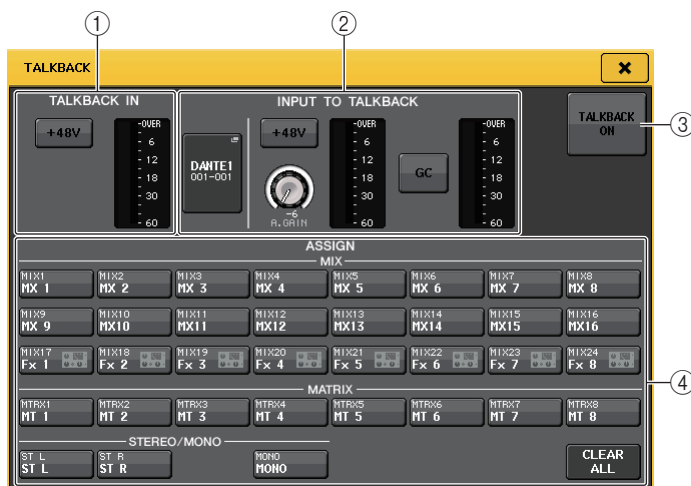 ① ②
TALKBACK
TALKBACK IN INPUT TO TALKBACK
TALKBACK ON
③
+48V
OVER
6
12
18
30
60
DANTE1
001-001
+48V
-6
A.GAIN
OVER
6
12
18
30
60
GC
OVER
6
12
18
30
60
ASSIGN
MIX
MIX1 MIX2 MIX3 MIX4 MIX5 MIX6 MIX7 MIX8
MX 1 MX 2 MX 3 MX 4 MX 5 MX 6 MX 7 MX 8
MIX9 MIX10 MIX11 MIX12 MIX13 MIX14 MIX15 MIX16
MX 9 MX10 MX11 MX12 MX13 MX14 MX15 MX16
MIX17 MIX18 MIX19 MIX20 MIX21 MIX22 MIX23 MIX24
Fx 1 Fx 2 Fx 3 Fx 4 Fx 5 Fx 6 Fx 7 Fx 8
④
MATRIX
MTRX1 MTRX2 MTRX3 MTRX4 MTRX5 MTRX6 MTRX7 MTRX8
MT 1 MT 2 MT 3 MT 4 MT 5 MT 6 MT 7 MT 8
STEREO/MONO
ST L ST R MONO
ST L ST R MONO
CLEAR ALL